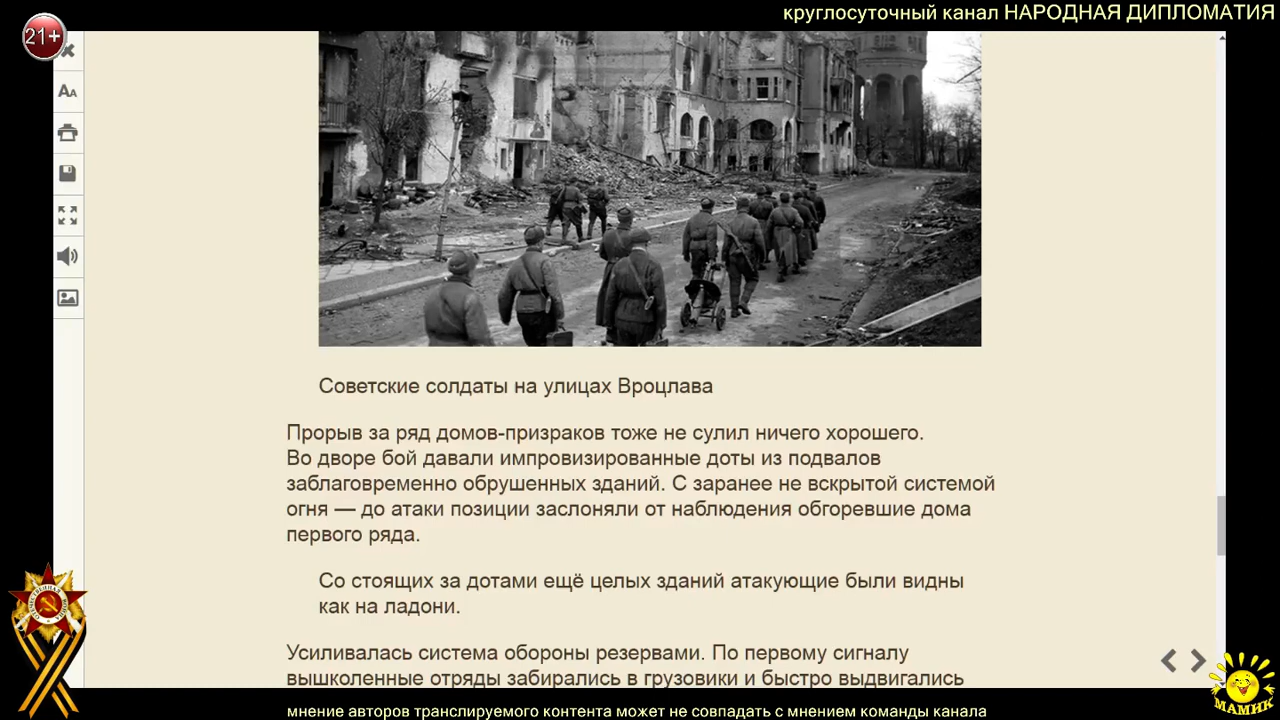 круглосуточный канал НАРОДНАЯ ДИПЛОМАТИЯ
21+
AA
Советские солдаты на улицах Вроцлава
Прорыв за ряд домов-призраков тоже не сулил ничего хорошего.
Во дворе бой давали импровизированные доты из подвалов
заблаговременно обрушенных зданий. С заранее не вскрытой системой
огня — до атаки позиции заслоняли от наблюдения обгоревшие дома
первого ряда.
Со стоящих за дотами ещё целых зданий атакующие были видны
как на ладони.
Усиливалась система обороны резервами. По первому сигналу
вышколенные отряды забирались в грузовики и быстро выдвигались
МАМИК
мнение авторов транслируемого контента может не совпадать с мнением команды канала